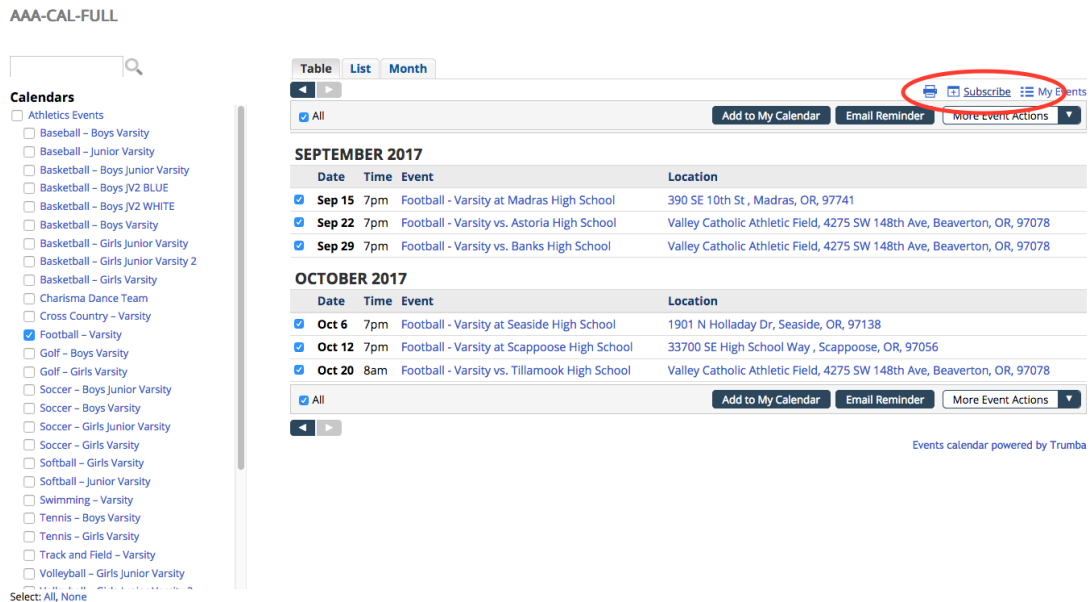 AAA-CAL-FULL
Calendars
Athletics Events
Baseball – Boys Varsity
Baseball – Junior Varsity
Basketball – Boys Junior Varsity
Basketball – Boys JV2 BLUE
Basketball – Boys JV2 WHITE
Basketball – Boys Varsity
Basketball – Girls Junior Varsity
Basketball – Girls Junior Varsity 2
Basketball – Girls Varsity
Charisma Dance Team
Cross Country – Varsity
Football – Varsity
Golf – Boys Varsity
Golf – Girls Varsity
Soccer – Boys Junior Varsity
Soccer – Boys Varsity
Soccer – Girls Junior Varsity
Soccer – Girls Varsity
Softball – Girls Varsity
Softball – Junior Varsity
Swimming – Varsity
Tennis – Boys Varsity
Tennis – Girls Varsity
Track and Field – Varsity
Volleyball – Girls Junior Varsity
Select: All, None
Table List Month
Subscribe My Events
All Add to My Calendar Email Reminder More Event Actions
SEPTEMBER 2017
Date Time Event Location
Sep 15 7pm Football - Varsity at Madras High School 390 SE 10th St , Madras, OR, 97741
Sep 22 7pm Football - Varsity vs. Astoria High School Valley Catholic Athletic Field, 4275 SW 148th Ave, Beaverton, OR, 97078
Sep 29 7pm Football - Varsity vs. Banks High School Valley Catholic Athletic Field, 4275 SW 148th Ave, Beaverton, OR, 97078
OCTOBER 2017
Date Time Event Location
Oct 6 7pm Football - Varsity at Seaside High School 1901 N Holladay Dr, Seaside, OR, 97138
Oct 12 7pm Football - Varsity at Scappoose High School 33700 SE High School Way , Scappoose, OR, 97056
Oct 20 8am Football - Varsity vs. Tillamook High School Valley Catholic Athletic Field, 4275 SW 148th Ave, Beaverton, OR, 97078
All Add to My Calendar Email Reminder More Event Actions
Events calendar powered by Trumba